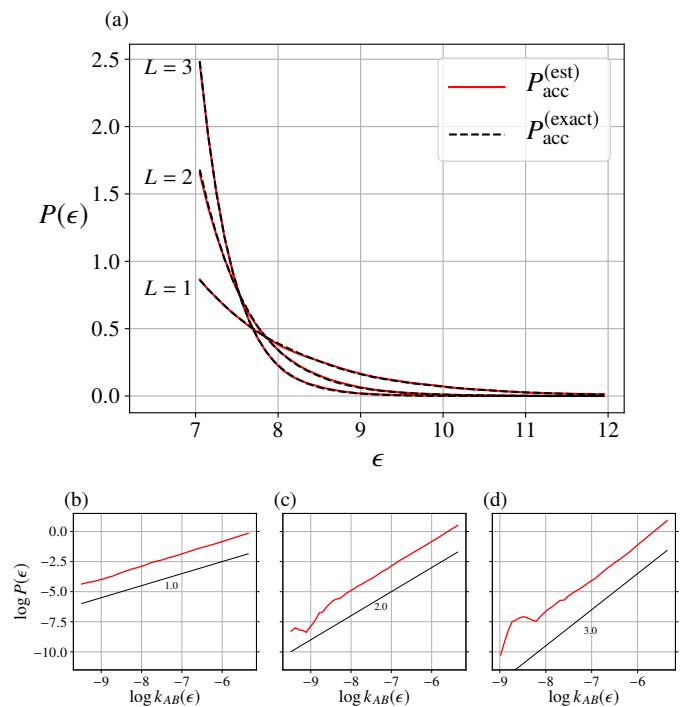 (a)
2.5
2.0
1.5
1.0
0.5
0.0
P(ϵ)
L = 3
L = 2
L = 1
P_acc^(est)
P_acc^(exact)
7 8 9 10 11 12
ϵ
(b) (c) (d)
0.0
−2.5
−5.0
−7.5
−10.0
log P(ϵ)
1.0
2.0
3.0
−9 −8 −7 −6
−9 −8 −7 −6
−9 −8 −7 −6
log k_AB(ϵ) log k_AB(ϵ) log k_AB(ϵ)